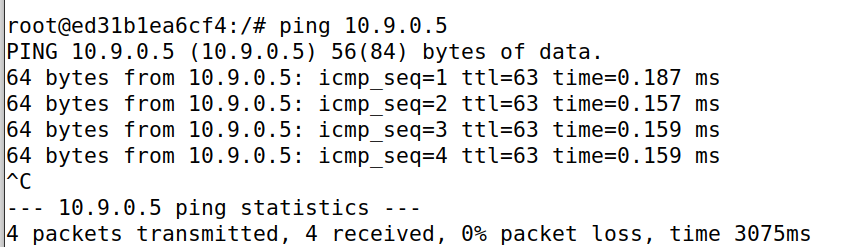 root@ed31b1ea6cf4:/# ping 10.9.0.5
PING 10.9.0.5 (10.9.0.5) 56(84) bytes of data.
64 bytes from 10.9.0.5: icmp_seq=1 ttl=63 time=0.187 ms
64 bytes from 10.9.0.5: icmp_seq=2 ttl=63 time=0.157 ms
64 bytes from 10.9.0.5: icmp_seq=3 ttl=63 time=0.159 ms
64 bytes from 10.9.0.5: icmp_seq=4 ttl=63 time=0.159 ms
^C
--- 10.9.0.5 ping statistics ---
4 packets transmitted, 4 received, 0% packet loss, time 3075ms